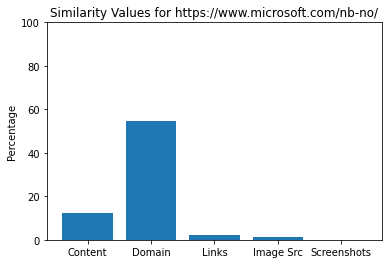 Similarity Values for https://www.microsoft.com/nb-no/
Percentage
100
80
60
40
20
0
Content Domain Links Image Src Screenshots